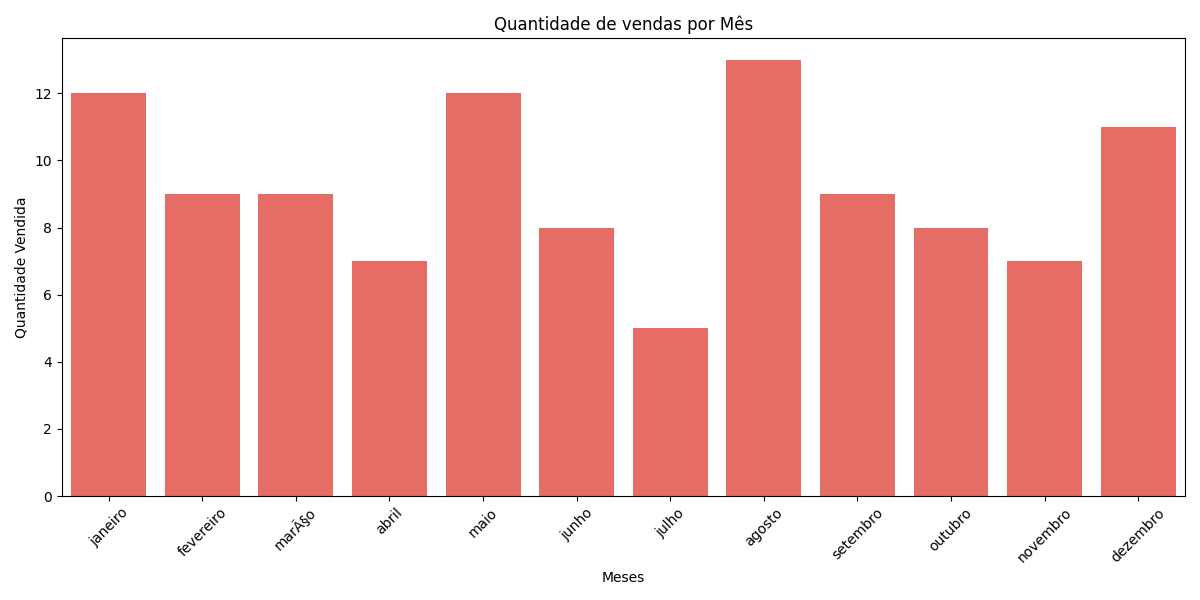 Quantidade de vendas por Mês
Quantidade Vendida
12
10
8
6
4
2
0
janeiro
fevereiro
marÃ§o
abril
maio
junho
julho
agosto
setembro
outubro
novembro
dezembro
Meses